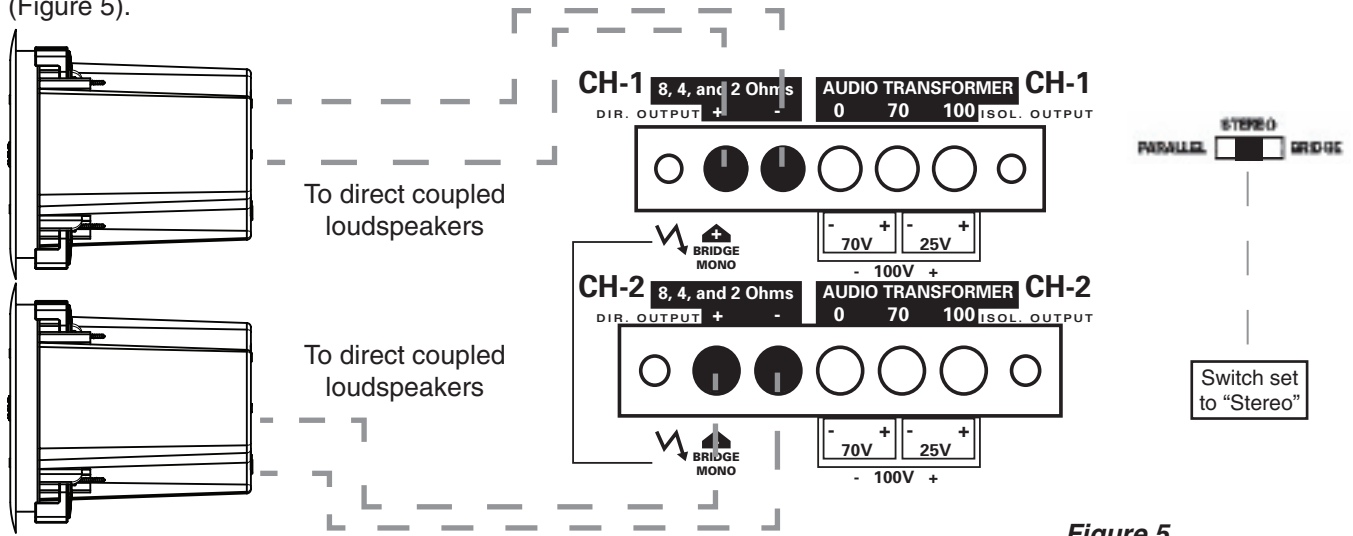 (Figure 5).
CH-1 8, 4, and 2 Ohms AUDIO TRANSFORMER CH-1
DIR. OUTPUT + - 0 70 100 ISOL. OUTPUT
STEREO
PARALLEL BRIDGE
To direct coupled
loudspeakers
+
BRIDGE
MONO
- + - +
70V 25V
- 100V +
CH-2 8, 4, and 2 Ohms AUDIO TRANSFORMER CH-2
DIR. OUTPUT + - 0 70 100 ISOL. OUTPUT
To direct coupled
loudspeakers
Switch set
to “Stereo”
BRIDGE
MONO
- + - +
70V 25V
- 100V +
Figure 5